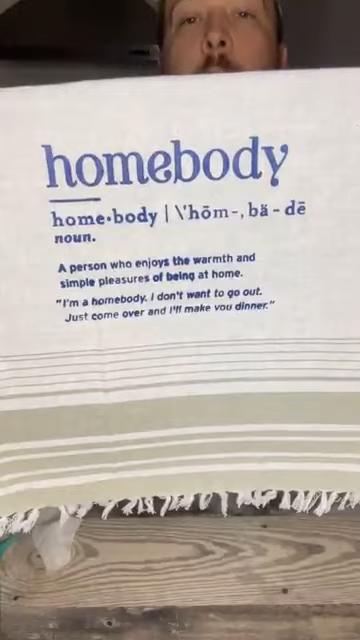 homebody
home•body | \'hōm-, bä - dē
noun.
A person who enjoys the warmth and
simple pleasures of being at home.
"I'm a homebody. I don't want to go out.
Just come over and I'll make you dinner."